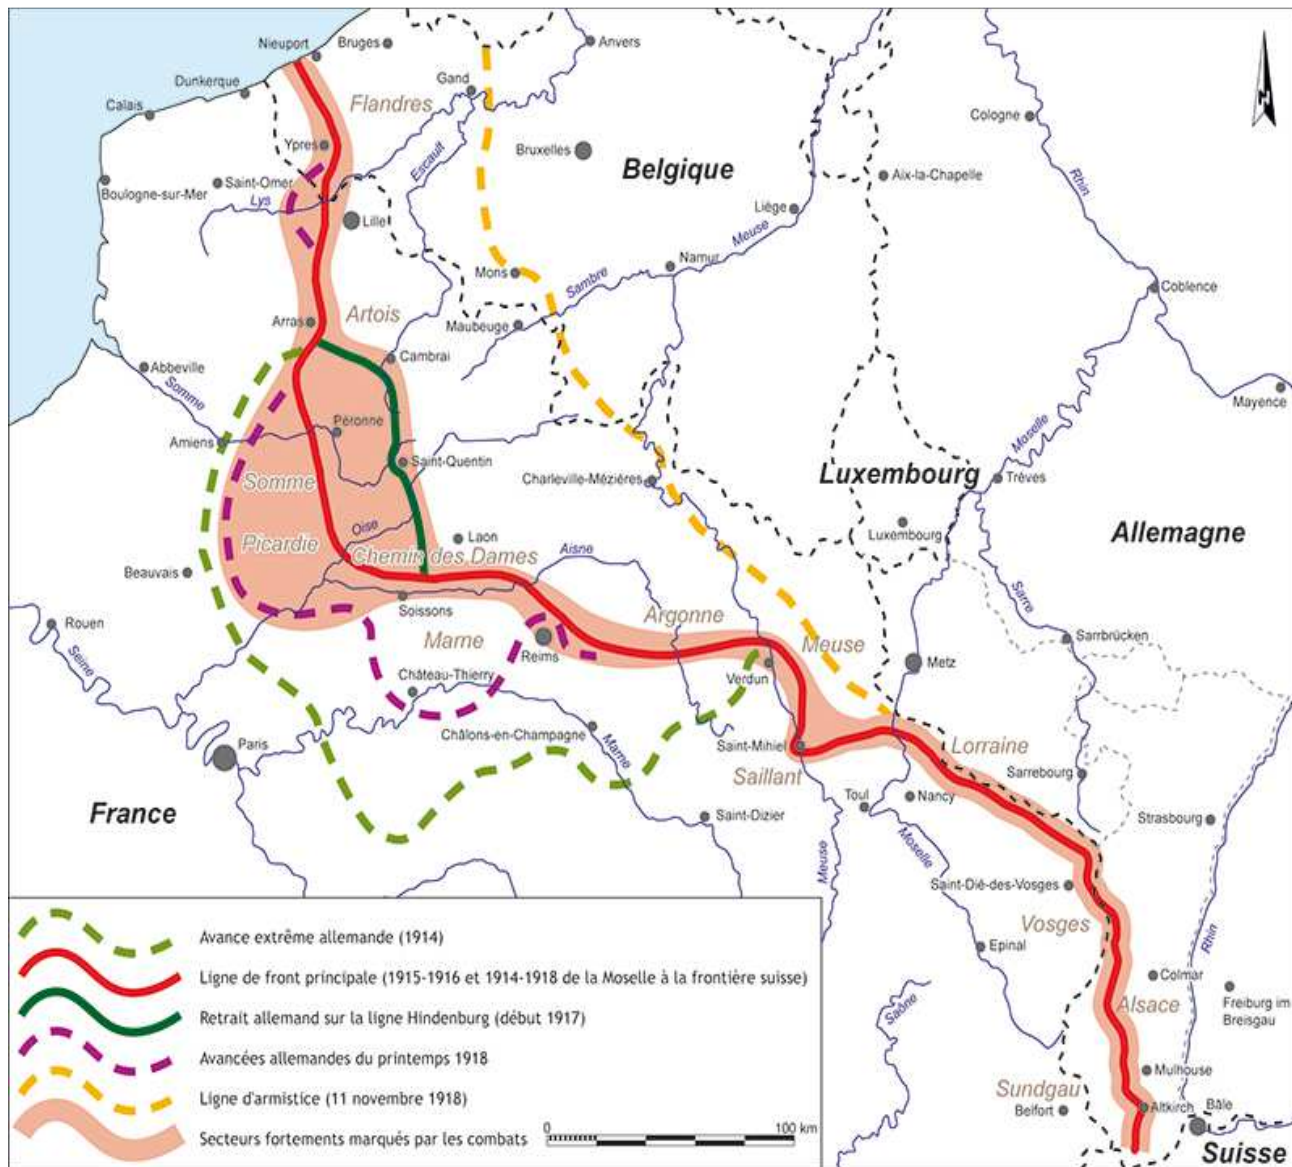 Nieuport
Bruges
Anvers
Dunkerque
Gand
Calais
Flandres
Cologne
Ypres
Escault
Bruxelles
Belgique
Rhin
Boulogne-sur-Mer
Saint-Omer
Aix-la-Chapelle
Lys
Lille
Liège
Meuse
Namur
Mons
Sambre
Coblence
Artois
Arras
Maubeuge
Cambrai
Abbeville
Somme
Mayence
Péronne
Moselle
Amiens
Saint-Quentin
Somme
Charleville-Mézières
Luxembourg
Trèves
Oise
Laon
Luxembourg
Allemagne
Picardie
Chemin des Dames
Aisne
Beauvais
Sarre
Soissons
Argonne
Rouen
Marne
Meuse
Sarrbrücken
Seine
Reims
Verdun
Metz
Château-Thierry
Paris
Châlons-en-Champagne
Marne
Saint-Mihiel
Lorraine
Saillant
Sarrebourg
France
Toul
Nancy
Saint-Dizier
Strasbourg
Moselle
Meuse
Saint-Dié-des-Vosges
Vosges
Epinal
Rhin
Colmar
Saône
Alsace
Freiburg im
Breisgau
Mulhouse
Sundgau
Belfort
Altkirch
Bâle
Suisse
N
Avance extrême allemande (1914)
Ligne de front principale (1915-1916 et 1914-1918 de la Moselle à la frontière suisse)
Retrait allemand sur la ligne Hindenburg (début 1917)
Avancées allemandes du printemps 1918
Ligne d'armistice (11 novembre 1918)
Secteurs fortements marqués par les combats
0 100 km